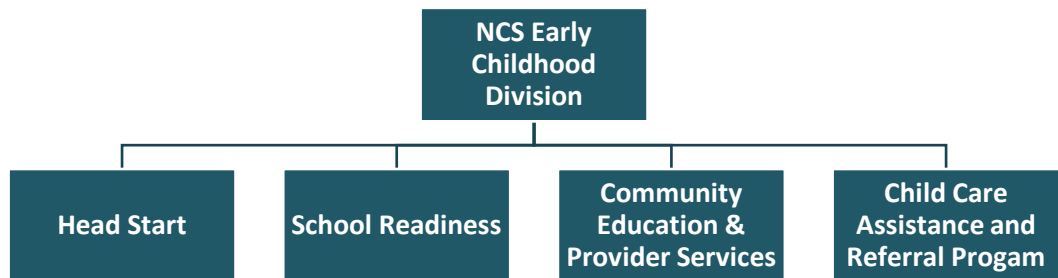 NCS Early
Childhood
Division
Head Start
School Readiness
Community
Education &
Provider Services
Child Care
Assistance and
Referral Progam